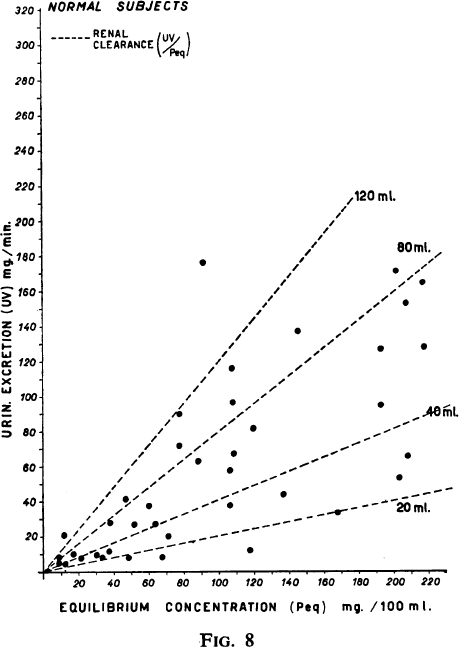 NORMAL SUBJECTS
RENAL
CLEARANCE (UV/Peq)
320
300
280
260
240
220
200
180
160
140
120
100
80
60
40
20
URIN. EXCRETION (UV) mg./min.
120 ml.
80 ml.
40 ml.
20 ml.
20 40 60 80 100 120 140 160 180 200 220
EQUILIBRIUM CONCENTRATION (Peq) mg./100 ml.
FIG. 8